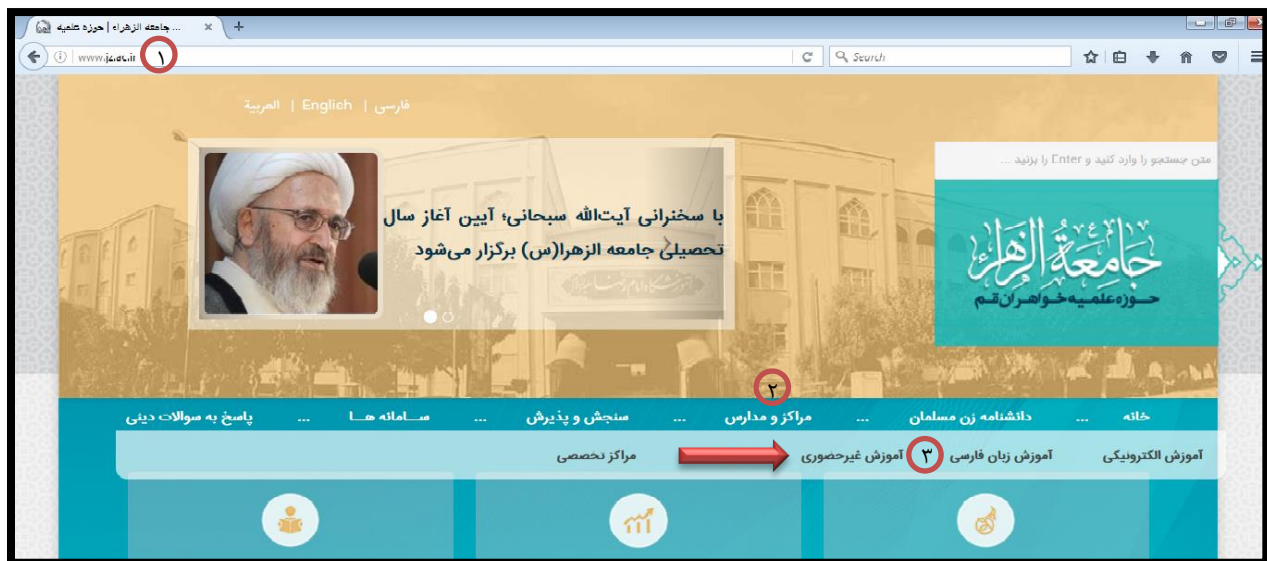 جامعه الزهراء | حوزه علمیه ...
www.jz.ac.ir ۱
Search
فارسی | English | العربية
متن جستجو را وارد کنید و Enter را بزنید ...
با سخنرانی آیت‌الله سبحانی؛ آیین آغاز سال
تحصیلی جامعه الزهرا(س) برگزار می‌شود
جامعة الزهراء
حوزه علمیه خواهران قم
۲
خانه ... دانشنامه زن مسلمان ... مراکز و مدارس ... سنجش و پذیرش ... سامانه ها ... پاسخ به سوالات دینی
آموزش الکترونیکی آموزش زبان فارسی ۳ آموزش غیرحضوری مراکز تخصصی